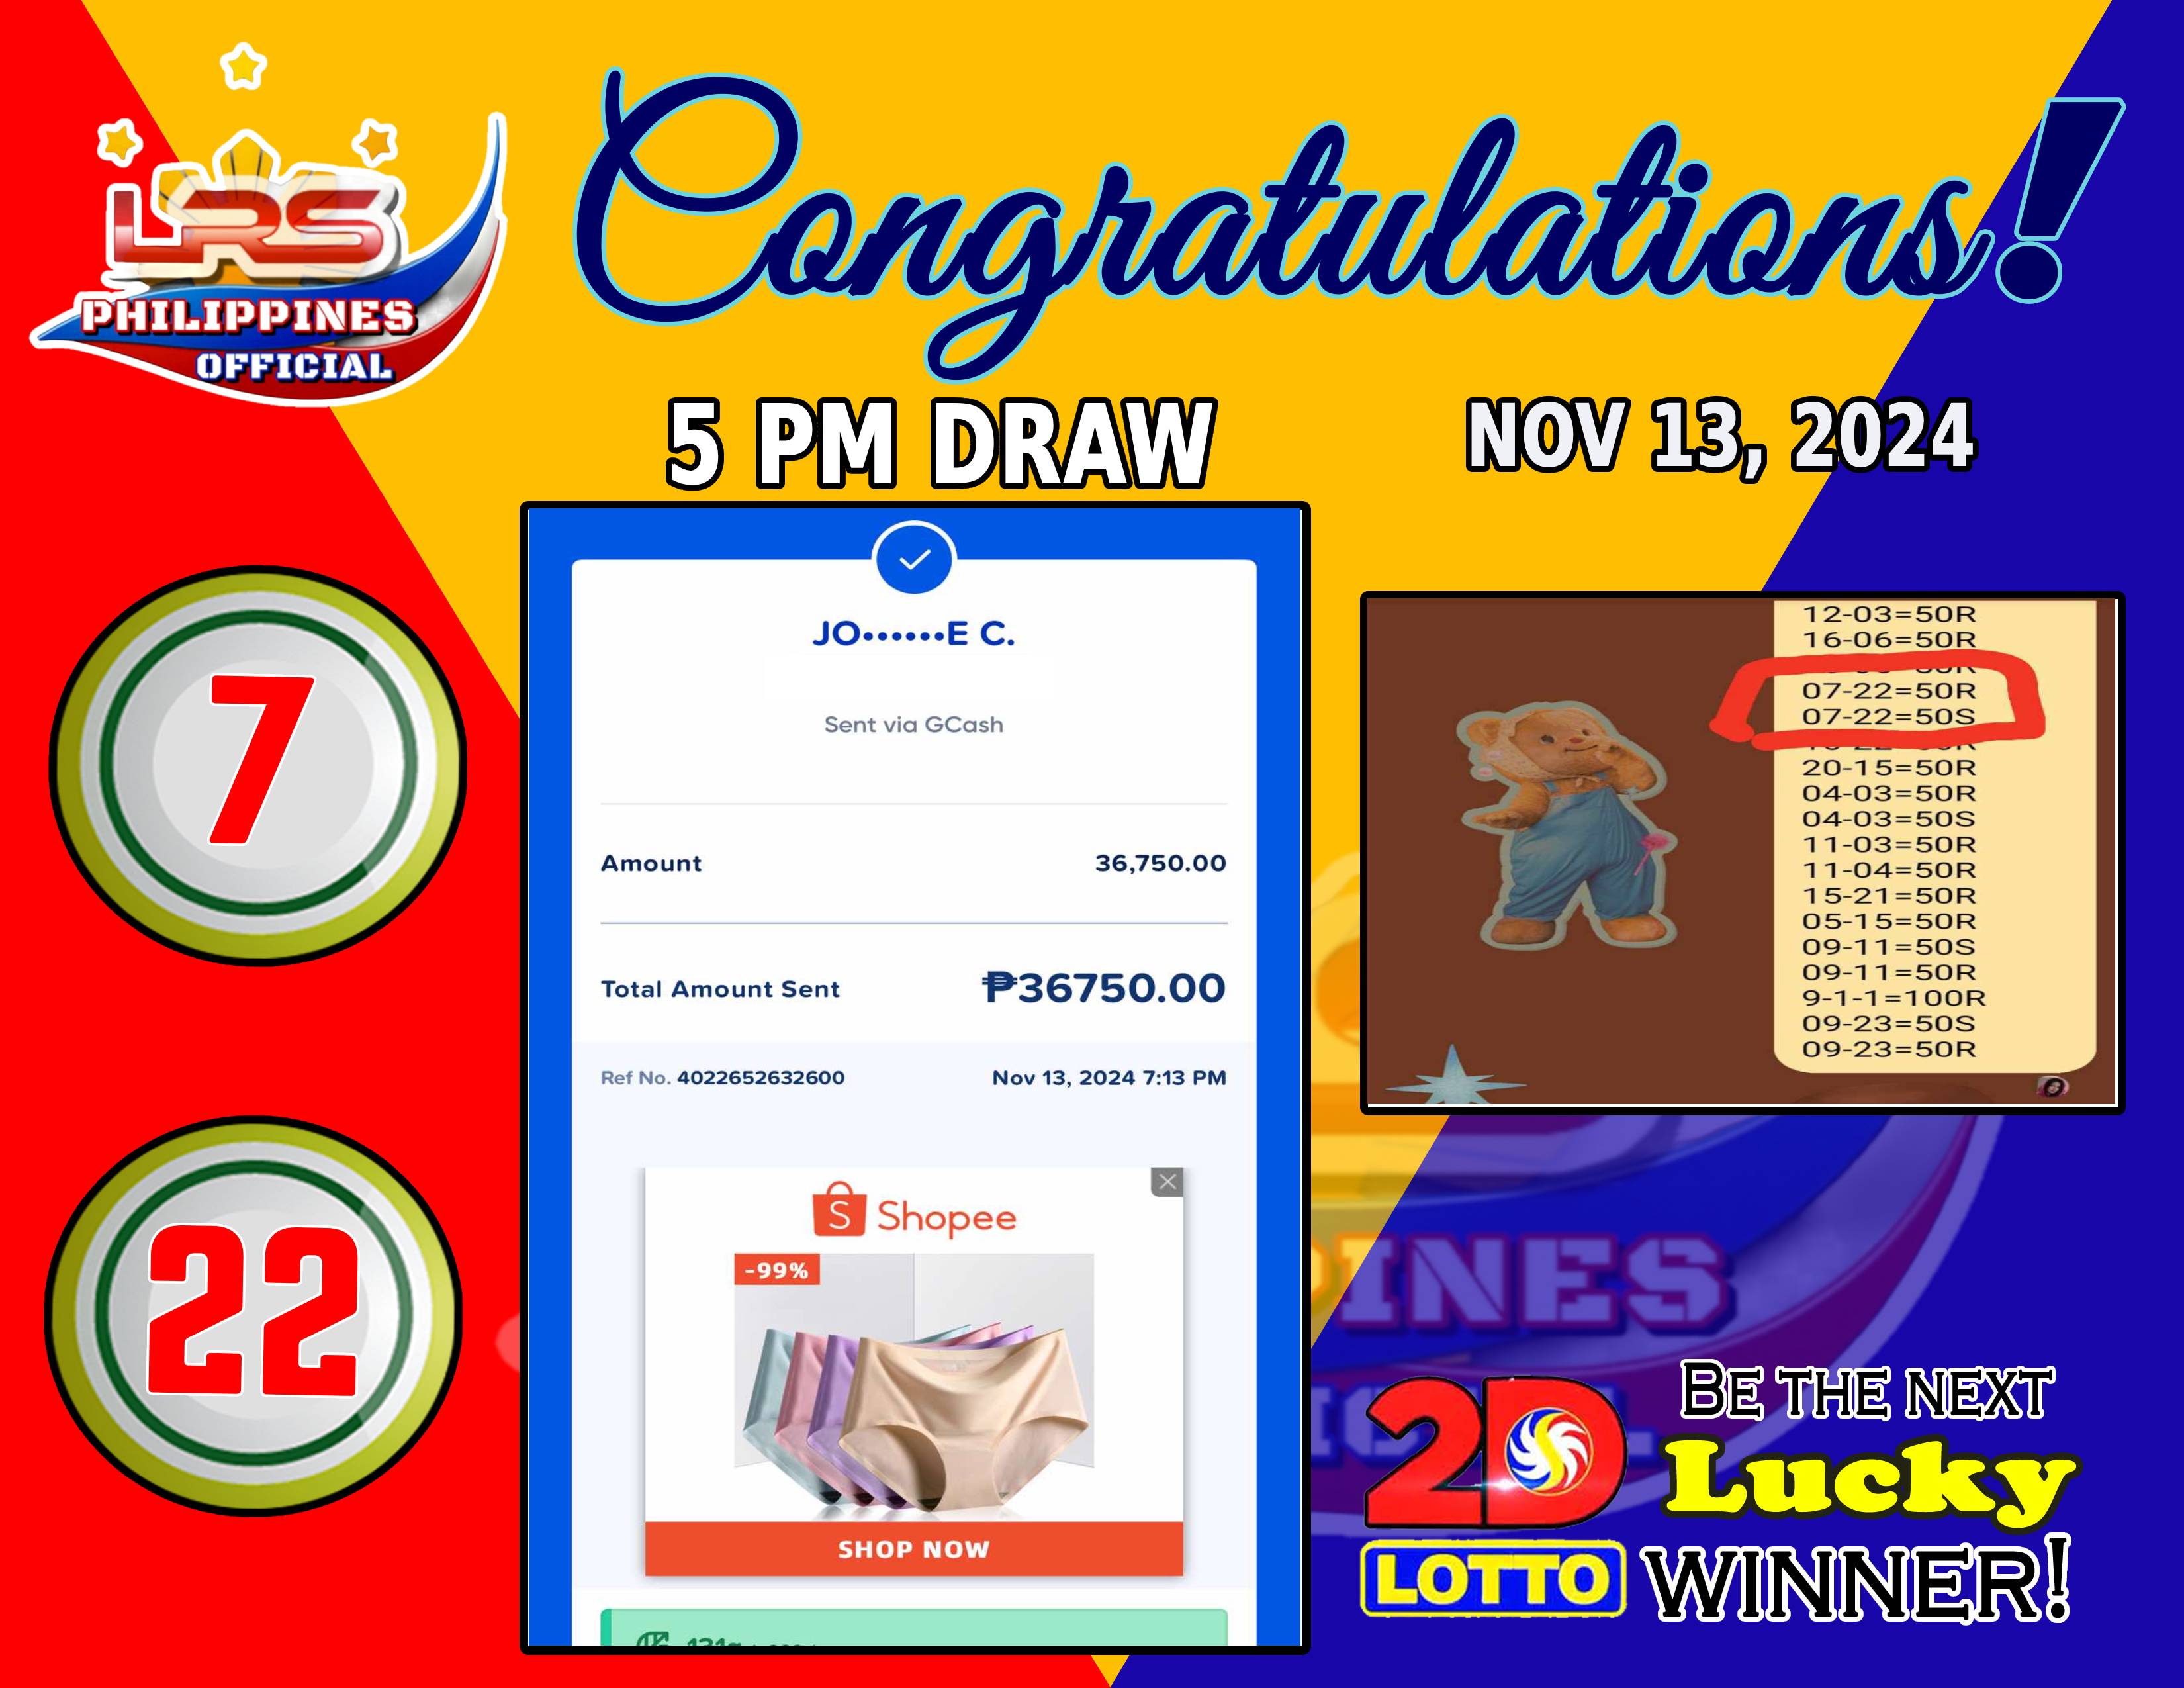 LRS
PHILIPPINES
OFFICIAL
Congratulations!
5 PM DRAW
NOV 13, 2024
7
22
JO••••••E C.
Sent via GCash
Amount 36,750.00
Total Amount Sent ₱36750.00
Ref No. 4022652632600 Nov 13, 2024 7:13 PM
Shopee
-99%
SHOP NOW
12-03=50R
16-06=50R
07-22=50R
07-22=50S
20-15=50R
04-03=50R
04-03=50S
11-03=50R
11-04=50R
15-21=50R
05-15=50R
09-11=50S
09-11=50R
9-1-1=100R
09-23=50S
09-23=50R
2D
LOTTO
BE THE NEXT
Lucky
WINNER!